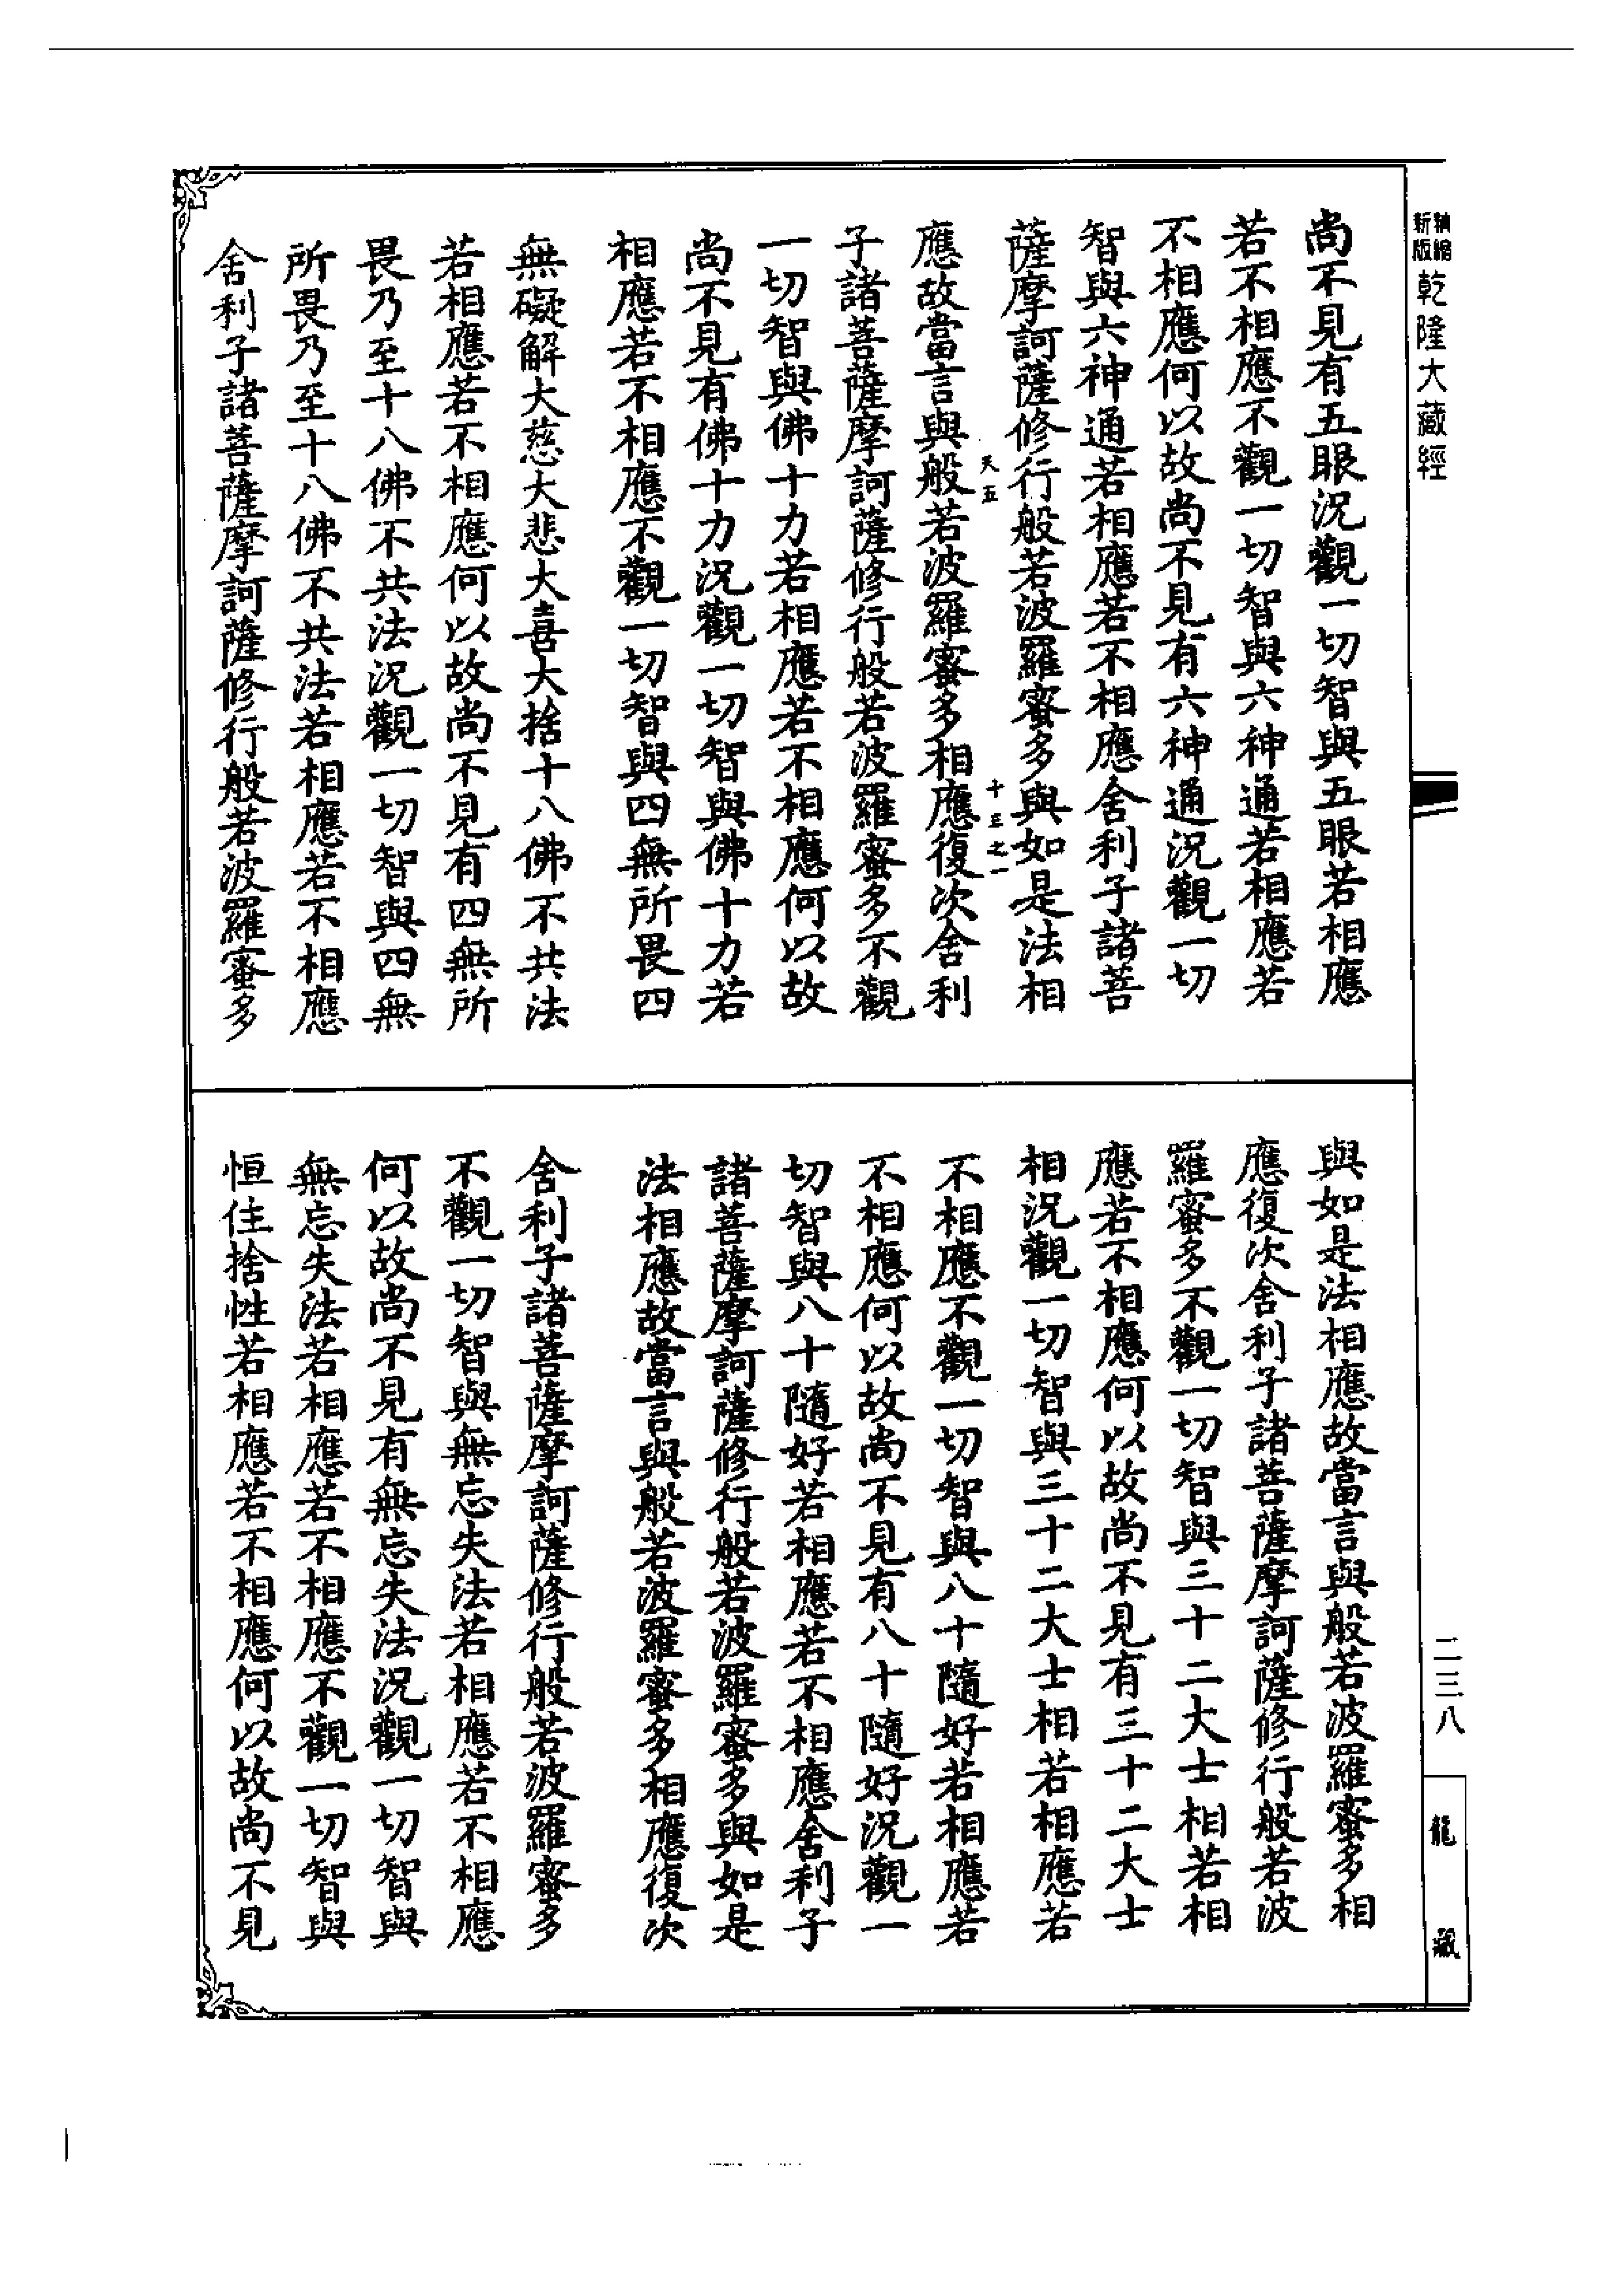 新版精縮乾隆大藏經
尚不見有五眼況觀一切智與五眼若相應
若不相應不觀一切智與六神通若相應若
不相應何以故尚不見有六神通況觀一切
智與六神通若相應若不相應舍利子諸菩
薩摩訶薩修行般若波羅蜜多與如是法相
天五 十三之一
應故當言與般若波羅蜜多相應復次舍利
子諸菩薩摩訶薩修行般若波羅蜜多不觀
一切智與佛十力若相應若不相應何以故
尚不見有佛十力況觀一切智與佛十力若
相應若不相應不觀一切智與四無所畏四
無礙解大慈大悲大喜大捨十八佛不共法
若相應若不相應何以故尚不見有四無所
畏乃至十八佛不共法況觀一切智與四無
所畏乃至十八佛不共法若相應若不相應
舍利子諸菩薩摩訶薩修行般若波羅蜜多
與如是法相應故當言與般若波羅蜜多相
應復次舍利子諸菩薩摩訶薩修行般若波
羅蜜多不觀一切智與三十二大士相若相
應若不相應何以故尚不見有三十二大士
相況觀一切智與三十二大士相若相應若
不相應不觀一切智與八十隨好若相應若
不相應何以故尚不見有八十隨好況觀一
切智與八十隨好若相應若不相應舍利子
諸菩薩摩訶薩修行般若波羅蜜多與如是
法相應故當言與般若波羅蜜多相應復次
舍利子諸菩薩摩訶薩修行般若波羅蜜多
不觀一切智與無忘失法若相應若不相應
何以故尚不見有無忘失法況觀一切智與
無忘失法若相應若不相應不觀一切智與
恒住捨性若相應若不相應何以故尚不見
二三八
龍藏